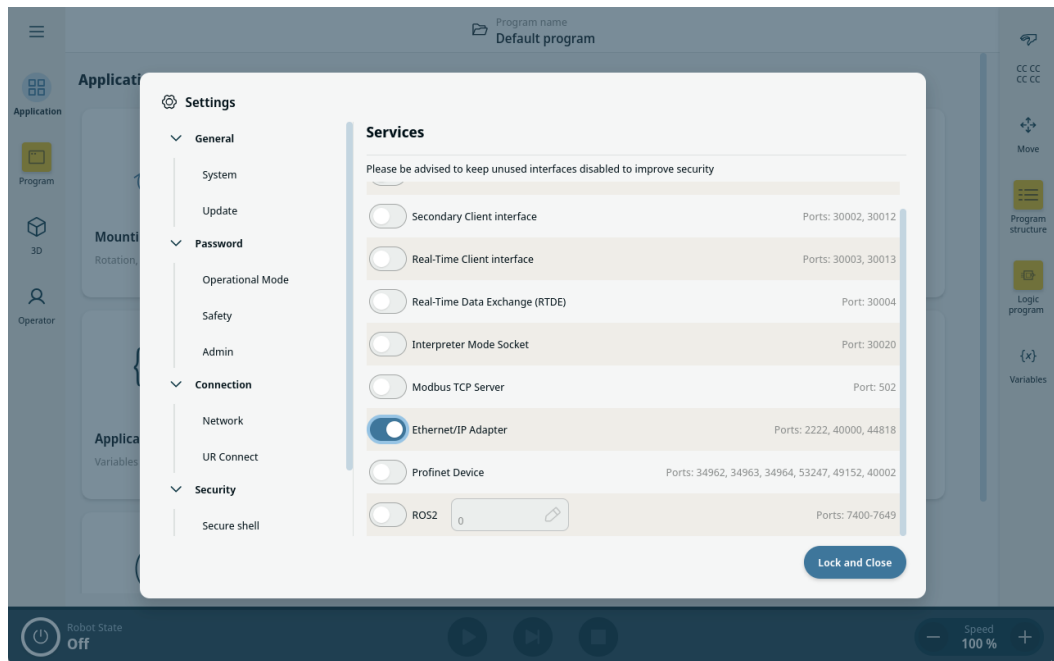 Program name
Default program
Application
Program
3D
Operator
Applicati
Mounti
Rotation,
Applica
Variables
Settings
General
System
Update
Password
Operational Mode
Safety
Admin
Connection
Network
UR Connect
Security
Secure shell
Services
Please be advised to keep unused interfaces disabled to improve security
Secondary Client interface Ports: 30002, 30012
Real-Time Client interface Ports: 30003, 30013
Real-Time Data Exchange (RTDE) Port: 30004
Interpreter Mode Socket Port: 30020
Modbus TCP Server Port: 502
Ethernet/IP Adapter Ports: 2222, 40000, 44818
Profinet Device Ports: 34962, 34963, 34964, 53247, 49152, 40002
ROS2 0 Ports: 7400-7649
Lock and Close
CC CC
CC CC
Move
Program
structure
Logic
program
{x}
Variables
Robot State
Off
Speed
100 %